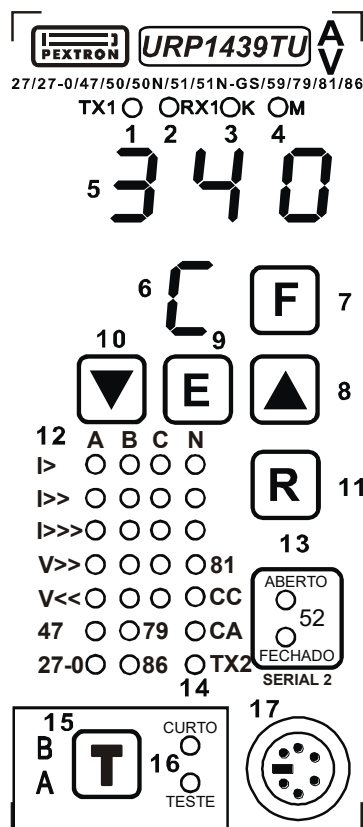 PEXTRON URP1439TU A
V
27/27-0/47/50/50N/51/51N-GS/59/79/81/86
TX1 RX1 OK M
1 2 3 4
5 340
6 C F 7
10 9
▼ E ▲ 8
12 A B C N
I> R 11
I>>
I>>> 13
V>> 81 ABERTO
V<< CC 52
47 79 CA FECHADO
27-0 86 TX2 SERIAL 2
14
15 CURTO 17
B T 16
A TESTE